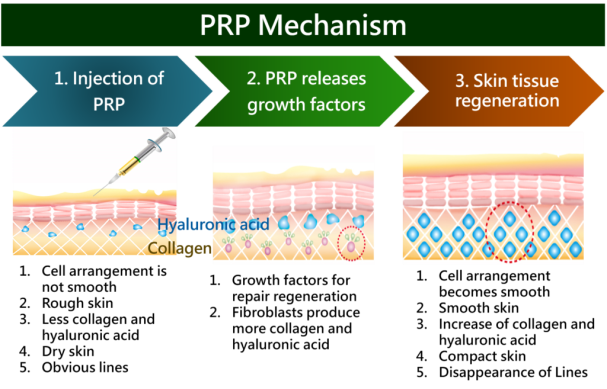 PRP Mechanism
1. Injection of
PRP
2. PRP releases
growth factors
3. Skin tissue
regeneration
Hyaluronic acid
Collagen
1. Cell arrangement is
not smooth
2. Rough skin
3. Less collagen and
hyaluronic acid
4. Dry skin
5. Obvious lines
1. Growth factors for
repair regeneration
2. Fibroblasts produce
more collagen and
hyaluronic acid
1. Cell arrangement
becomes smooth
2. Smooth skin
3. Increase of collagen and
hyaluronic acid
4. Compact skin
5. Disappearance of Lines